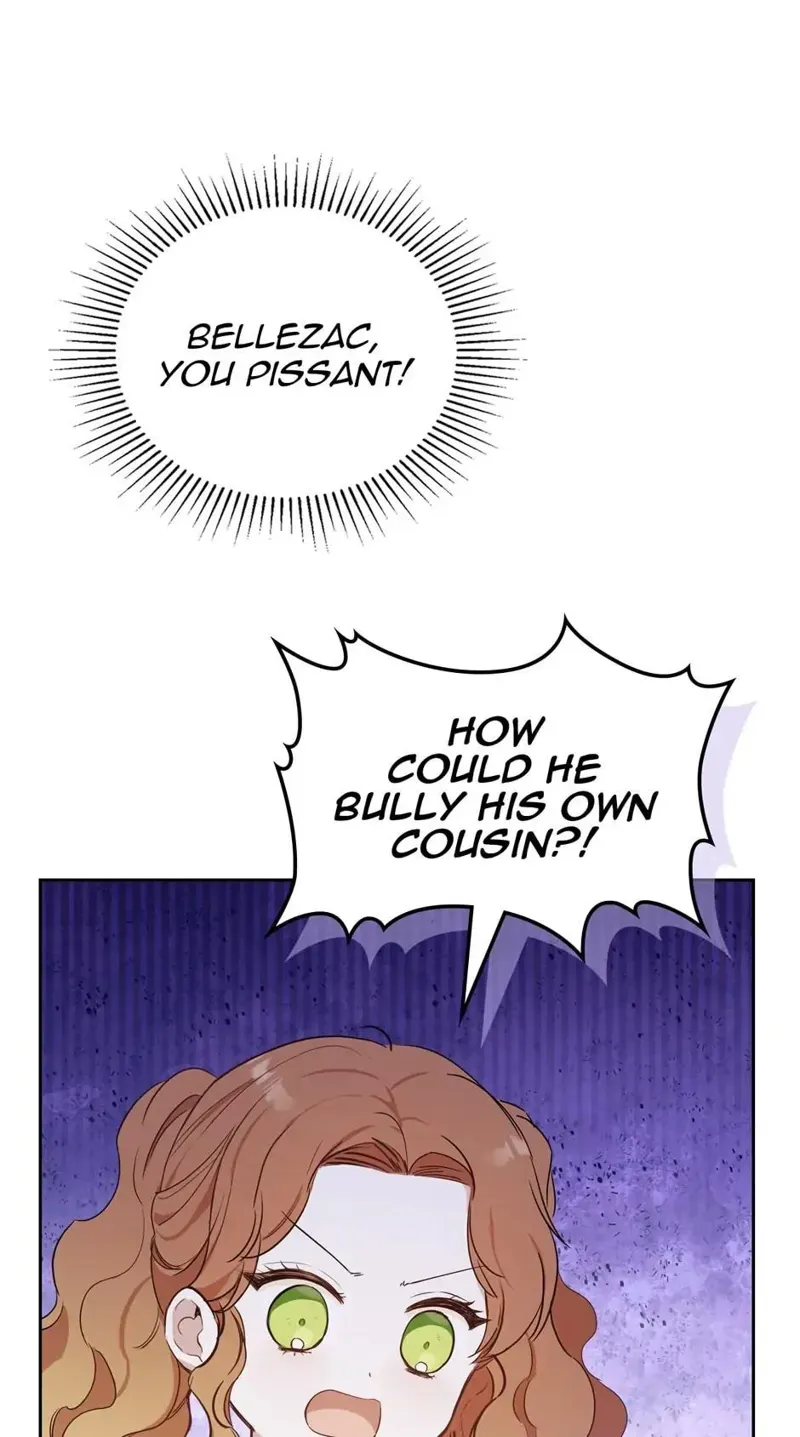 BELLEZAC,
YOU PISSANT!
HOW
COULD HE
BULLY HIS OWN
COUSIN?!